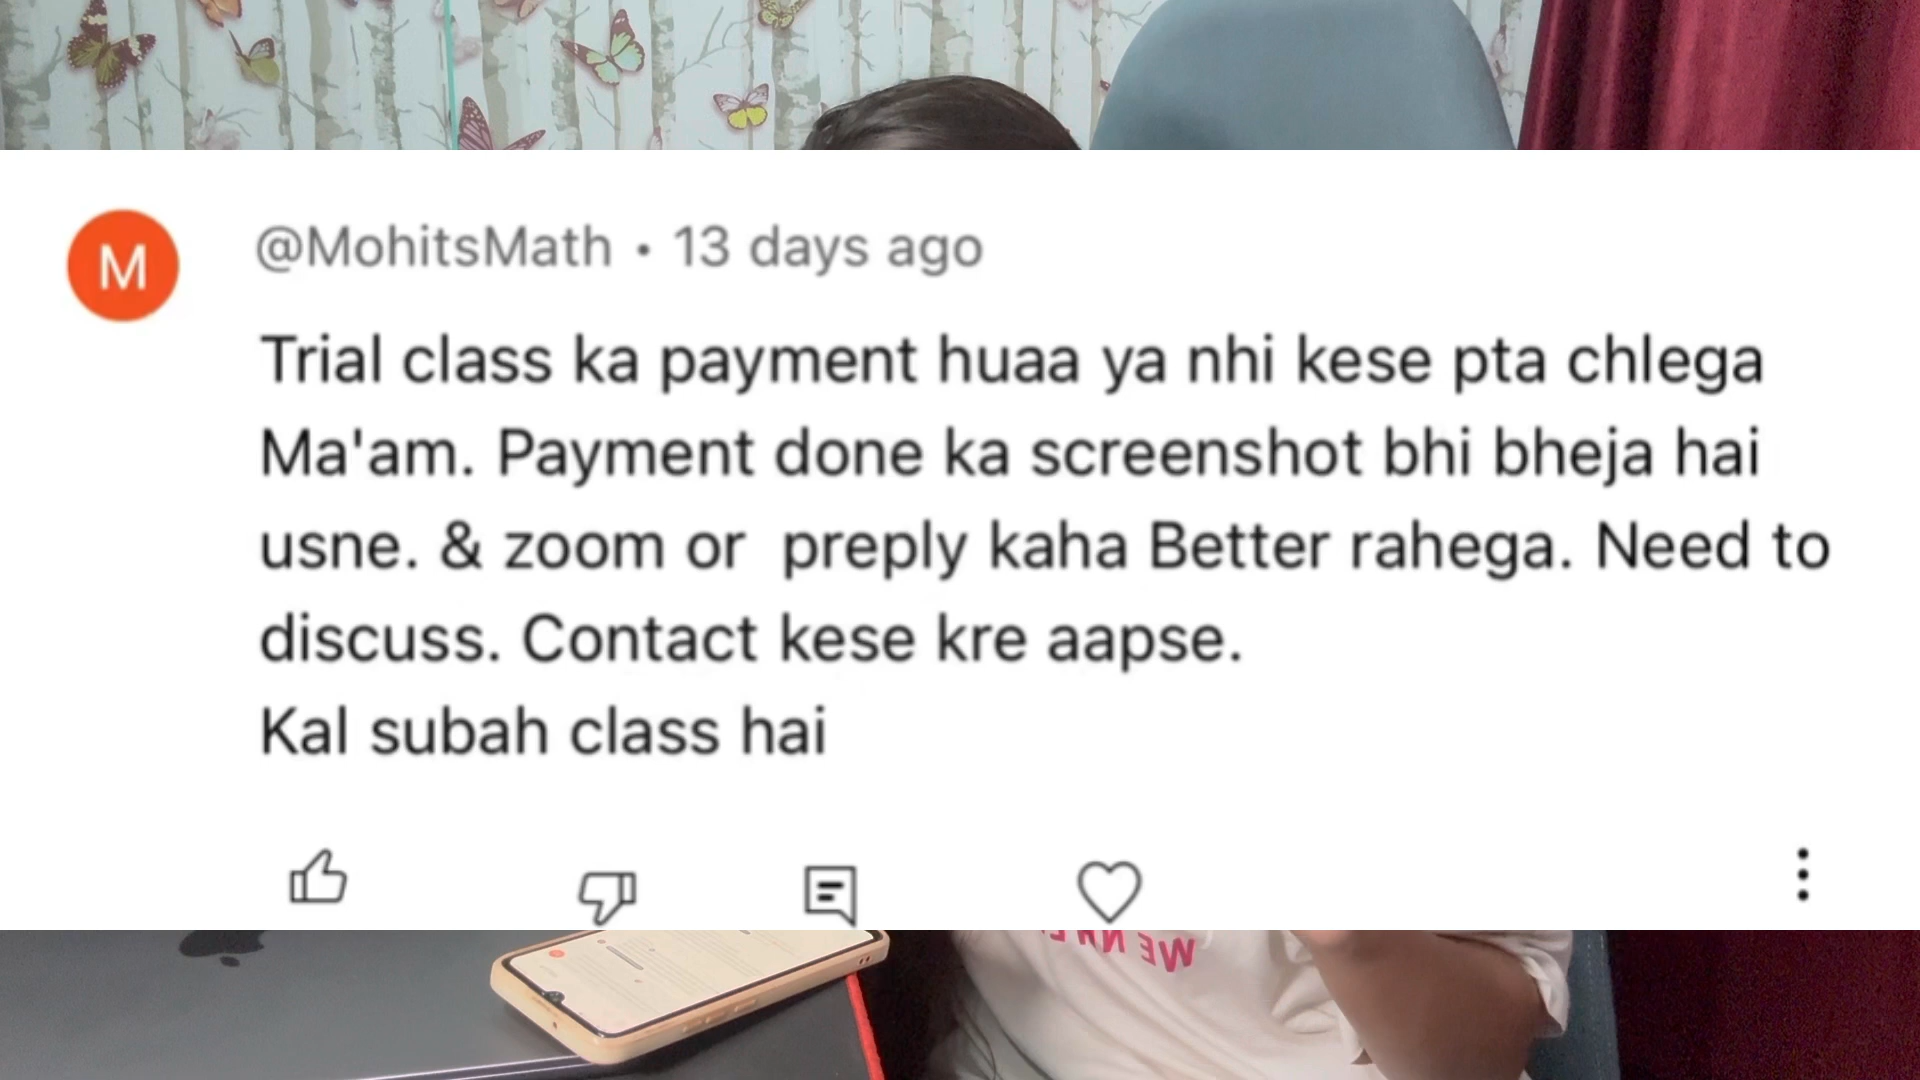 M
@MohitsMath • 13 days ago
Trial class ka payment huaa ya nhi kese pta chlega
Ma'am. Payment done ka screenshot bhi bheja hai
usne. & zoom or preply kaha Better rahega. Need to
discuss. Contact kese kre aapse.
Kal subah class hai